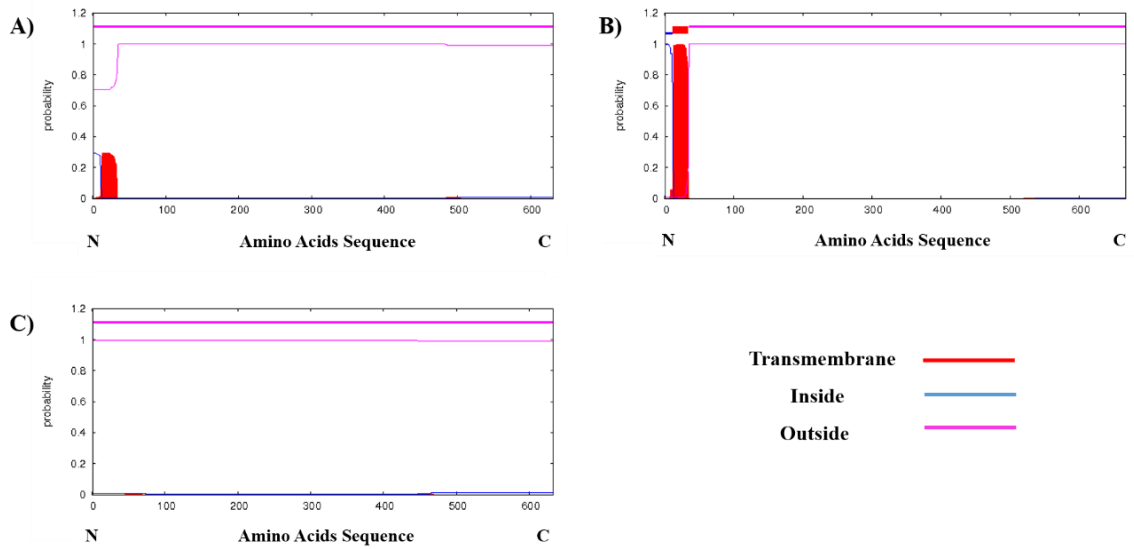 A)
1.2
1
0.8
0.6
0.4
0.2
0
probability
0 100 200 300 400 500 600
N Amino Acids Sequence C
B)
1.2
1
0.8
0.6
0.4
0.2
0
probability
0 100 200 300 400 500 600
N Amino Acids Sequence C
C)
1.2
1
0.8
0.6
0.4
0.2
0
probability
0 100 200 300 400 500 600
N Amino Acids Sequence C
Transmembrane
Inside
Outside